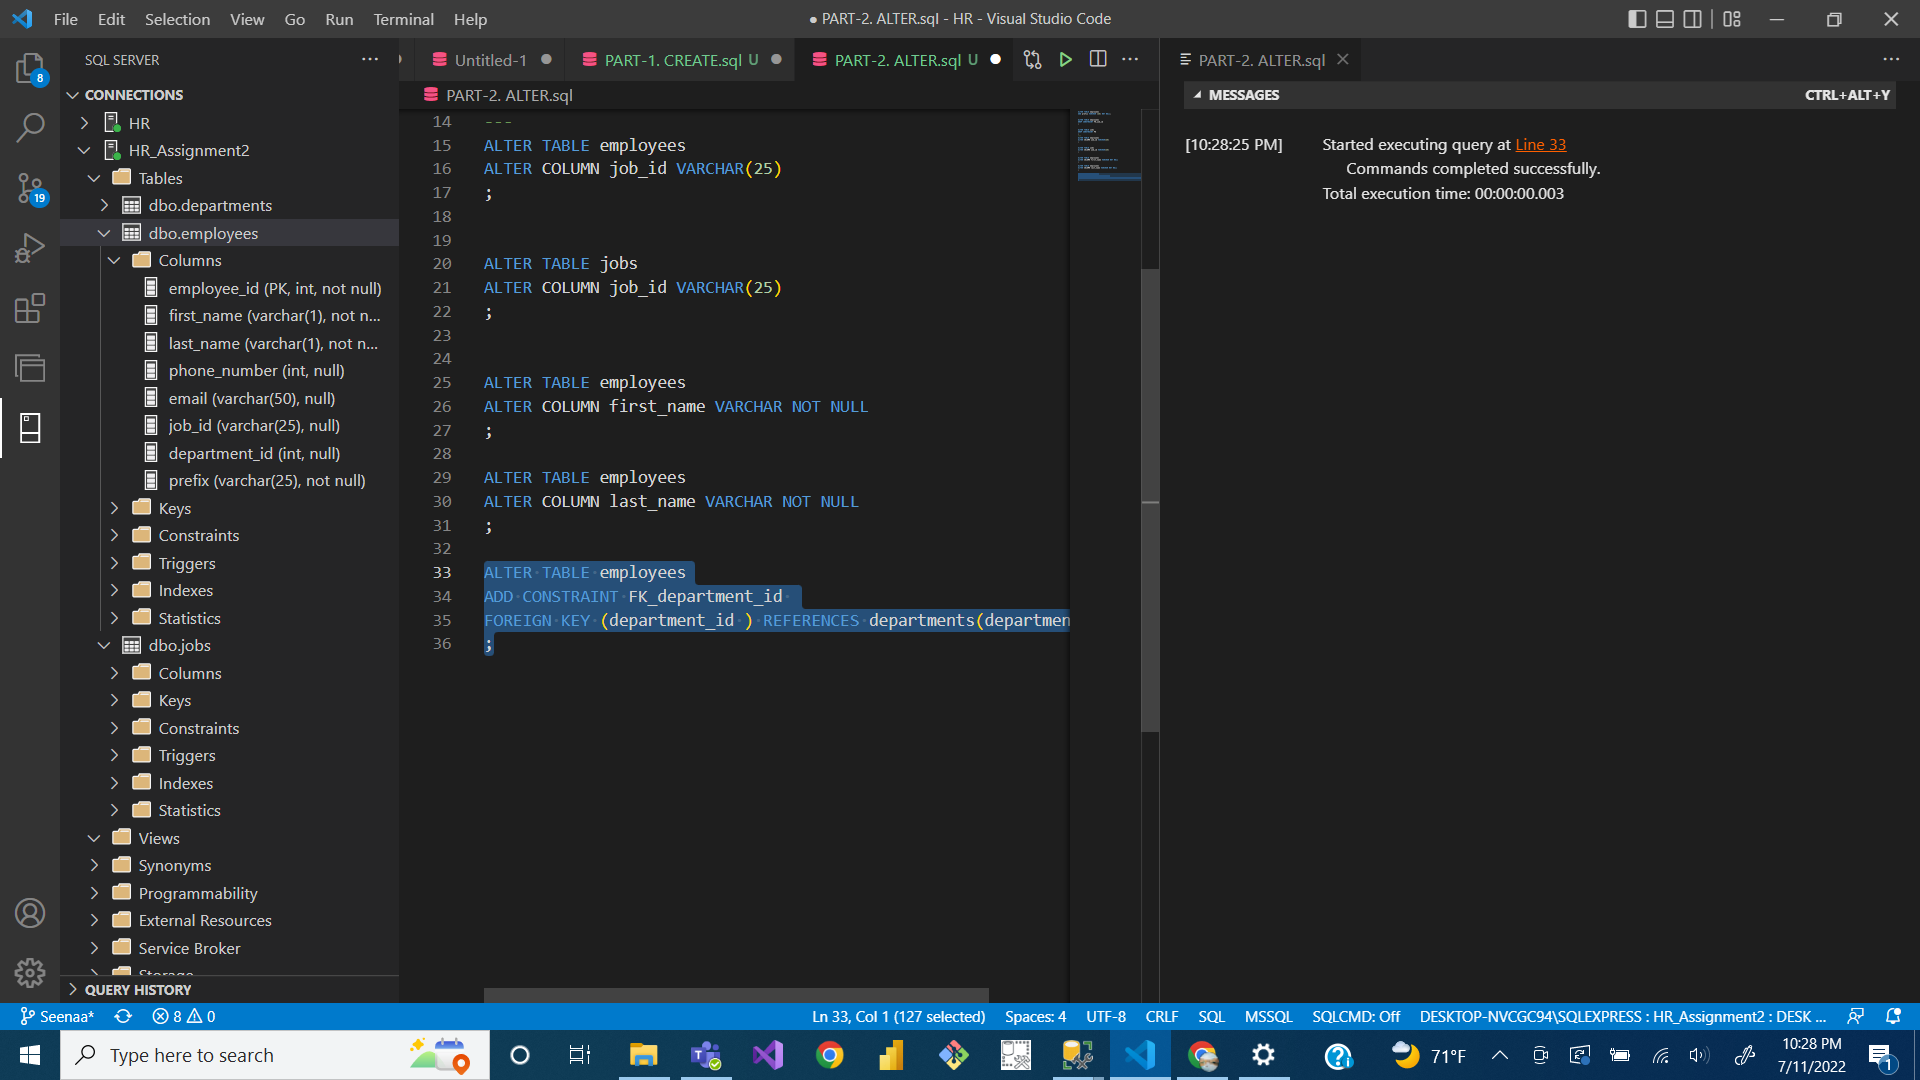 File Edit Selection View Go Run Terminal Help
● PART-2. ALTER.sql - HR - Visual Studio Code
8
19
SQL SERVER
CONNECTIONS
HR
HR_Assignment2
Tables
dbo.departments
dbo.employees
Columns
employee_id (PK, int, not null)
first_name (varchar(1), not n...
last_name (varchar(1), not n...
phone_number (int, null)
email (varchar(50), null)
job_id (varchar(25), null)
department_id (int, null)
prefix (varchar(25), not null)
Keys
Constraints
Triggers
Indexes
Statistics
dbo.jobs
Columns
Keys
Constraints
Triggers
Indexes
Statistics
Views
Synonyms
Programmability
External Resources
Service Broker
Storage
QUERY HISTORY
Untitled-1 PART-1. CREATE.sql U PART-2. ALTER.sql U
PART-2. ALTER.sql
14 ---
15 ALTER TABLE employees
16 ALTER COLUMN job_id VARCHAR(25)
17 ;
18
19
20 ALTER TABLE jobs
21 ALTER COLUMN job_id VARCHAR(25)
22 ;
23
24
25 ALTER TABLE employees
26 ALTER COLUMN first_name VARCHAR NOT NULL
27 ;
28
29 ALTER TABLE employees
30 ALTER COLUMN last_name VARCHAR NOT NULL
31 ;
32
33 ALTER TABLE employees
34 ADD CONSTRAINT FK_department_id
35 FOREIGN KEY (department_id ) REFERENCES departments(departmen
36 ;
PART-2. ALTER.sql
MESSAGES CTRL+ALT+Y
[10:28:25 PM] Started executing query at Line 33
Commands completed successfully.
Total execution time: 00:00:00.003
Seenaa* 8 0 Ln 33, Col 1 (127 selected) Spaces: 4 UTF-8 CRLF SQL MSSQL SQLCMD: Off DESKTOP-NVCGC94\SQLEXPRESS : HR_Assignment2 : DESK ...
Type here to search
71°F
10:28 PM
7/11/2022
1